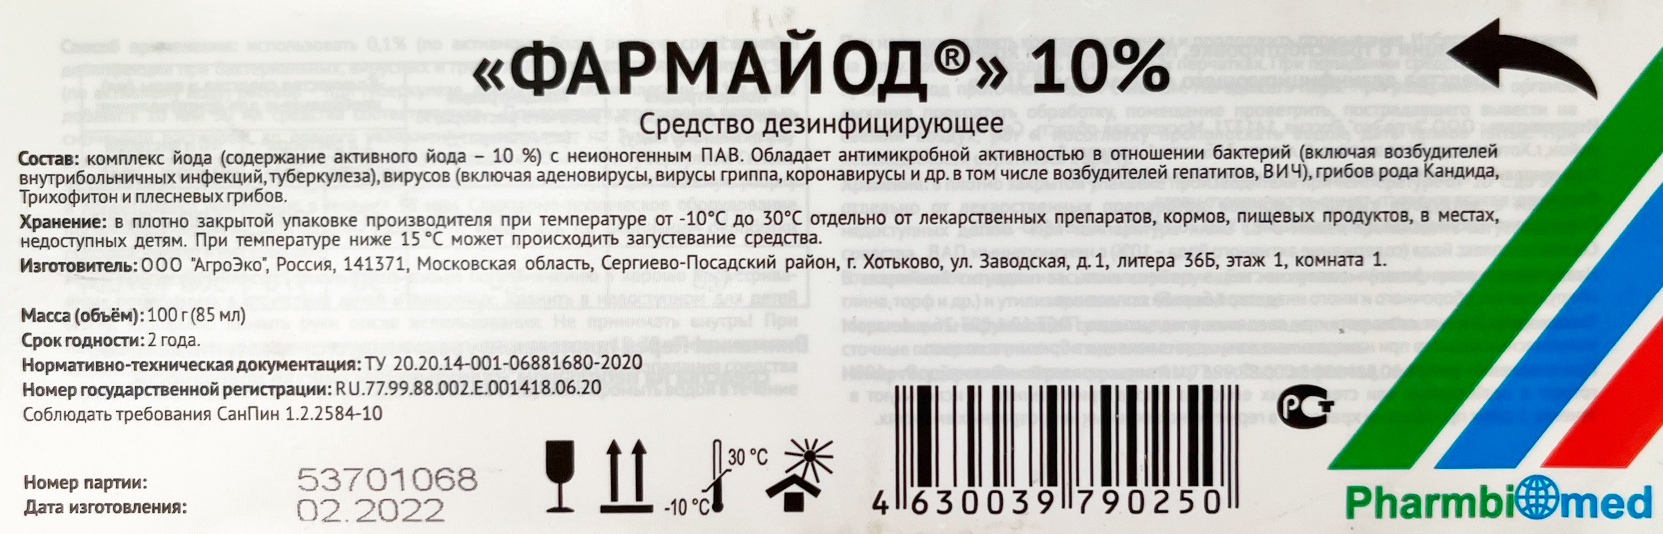 «ФАРМАЙОД®» 10%
Средство дезинфицирующее
Состав: комплекс йода (содержание активного йода – 10 %) с неионогенным ПАВ. Обладает антимикробной активностью в отношении бактерий (включая возбудителей
внутрибольничных инфекций, туберкулеза), вирусов (включая аденовирусы, вирусы гриппа, коронавирусы и др. в том числе возбудителей гепатитов, ВИЧ), грибов рода Кандида,
Трихофитон и плесневых грибов.
Хранение: в плотно закрытой упаковке производителя при температуре от -10°С до 30°С отдельно от лекарственных препаратов, кормов, пищевых продуктов, в местах,
недоступных детям. При температуре ниже 15 °С может происходить загустевание средства.
Изготовитель: ООО "АгроЭко", Россия, 141371, Московская область, Сергиево-Посадский район, г. Хотьково, ул. Заводская, д. 1, литера 36Б, этаж 1, комната 1.
Масса (объём): 100 г (85 мл)
Срок годности: 2 года.
Нормативно-техническая документация: ТУ 20.20.14-001-06881680-2020
Номер государственной регистрации: RU.77.99.88.002.E.001418.06.20
Соблюдать требования СанПин 1.2.2584-10
Номер партии: 53701068
Дата изготовления: 02.2022
30 °C
-10 °C
4 630039 790250
РСТ
Pharmbiomed